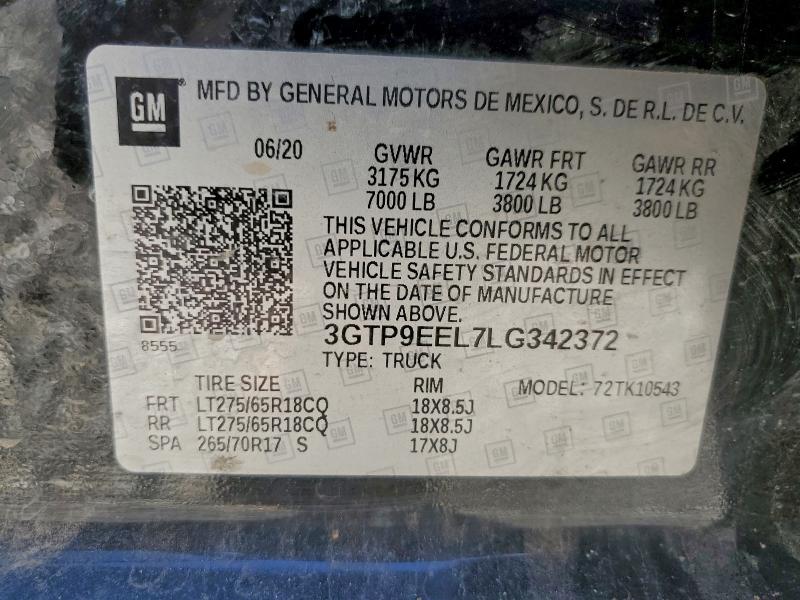 GM MFD BY GENERAL MOTORS DE MEXICO, S. DE R.L. DE C.V.
06/20 GVWR GAWR FRT GAWR RR
3175 KG 1724 KG 1724 KG
7000 LB 3800 LB 3800 LB
THIS VEHICLE CONFORMS TO ALL
APPLICABLE U.S. FEDERAL MOTOR
VEHICLE SAFETY STANDARDS IN EFFECT
ON THE DATE OF MANUFACTURE
SHOWN ABOVE.
8555 3GTP9EEL7LG342372
TYPE: TRUCK
TIRE SIZE RIM MODEL: 72TK10543
FRT LT275/65R18CQ 18X8.5J
RR LT275/65R18CQ 18X8.5J
SPA 265/70R17 S 17X8J